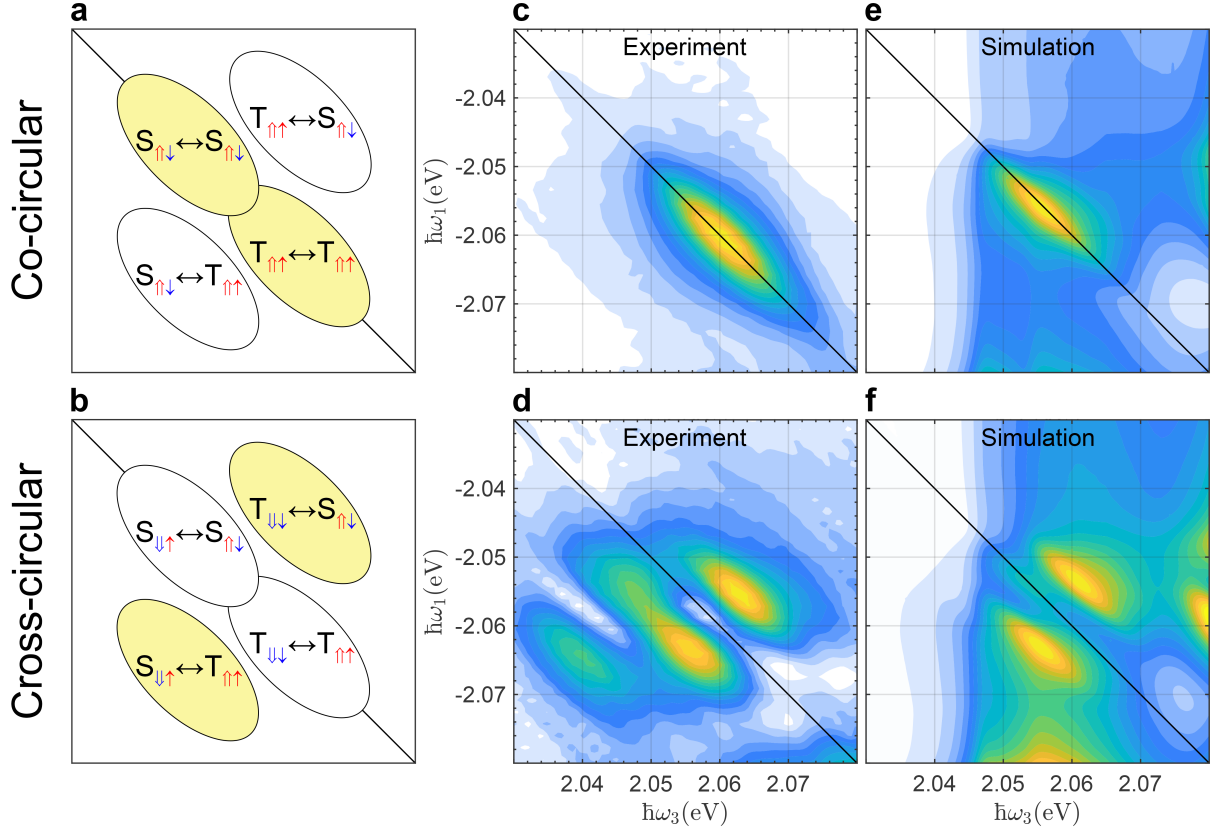 a
c
e
Co-circular
S⇑↓↔S⇑↓
T⇑↑↔S⇑↓
S⇑↓↔T⇑↑
T⇑↑↔T⇑↑
Experiment
Simulation
ħω₁(eV)
-2.04
-2.05
-2.06
-2.07
b
d
f
Cross-circular
S⇓↑↔S⇑↓
T⇓↓↔S⇑↓
S⇓↑↔T⇑↑
T⇓↓↔T⇑↑
Experiment
Simulation
ħω₁(eV)
-2.04
-2.05
-2.06
-2.07
2.04 2.05 2.06 2.07
ħω₃(eV)
2.04 2.05 2.06 2.07
ħω₃(eV)